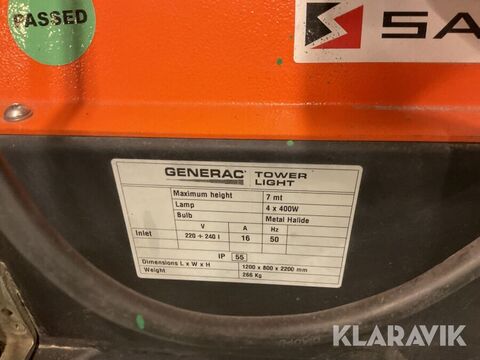 PASSED
SA
GENERAC TOWER LIGHT
Maximum height 7 mt
Lamp 4 x 400W
Bulb Metal Halide
V A Hz
Inlet 220 ÷ 240 | 16 50
IP 55
Dimensions L x W x H 1200 x 800 x 2200 mm
Weight 266 Kg
KLARAVIK